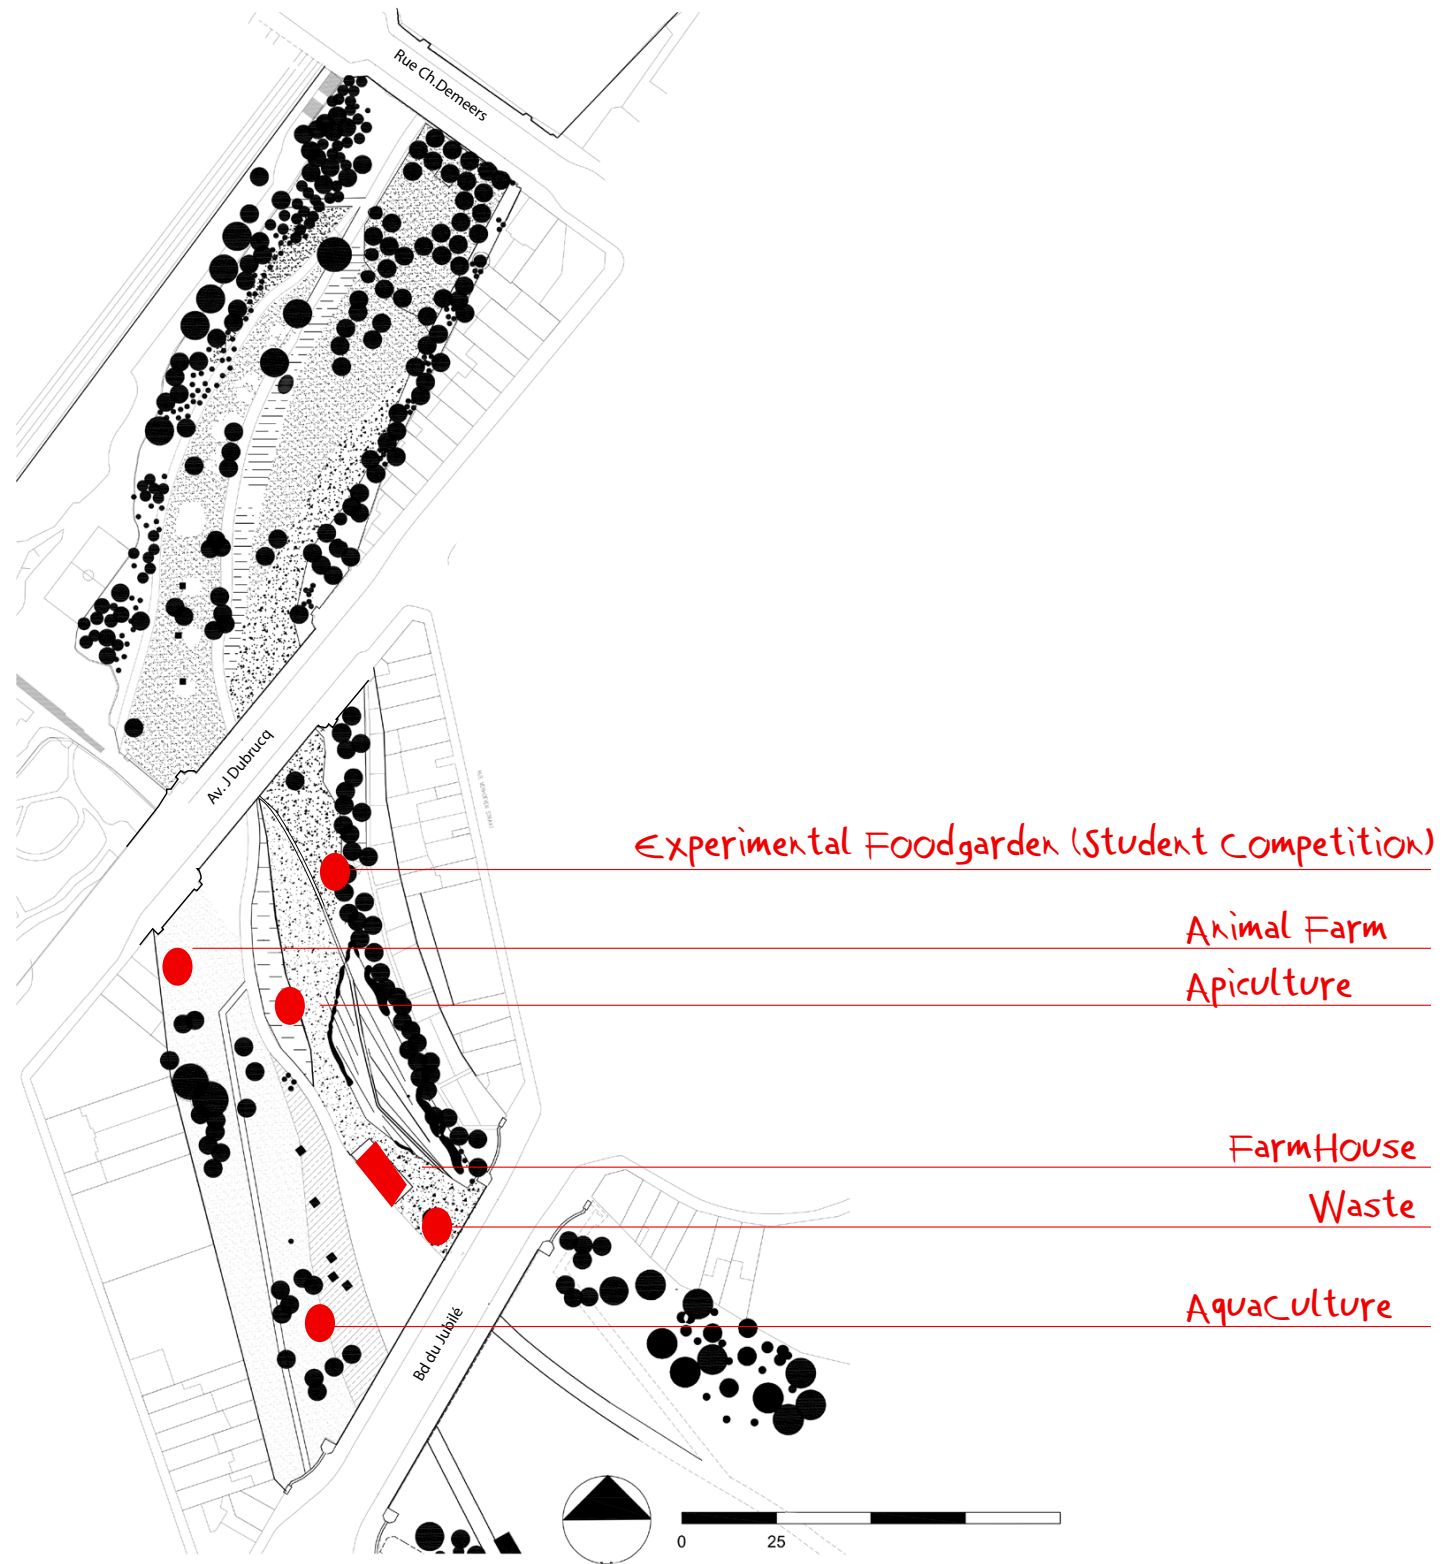 Rue Ch.Demeers
Av. J Dubrucq
Experimental Foodgarden (Student Competition)
Animal Farm
Apiculture
FarmHouse
Waste
AquaCulture
Bd du Jubilé
0 25